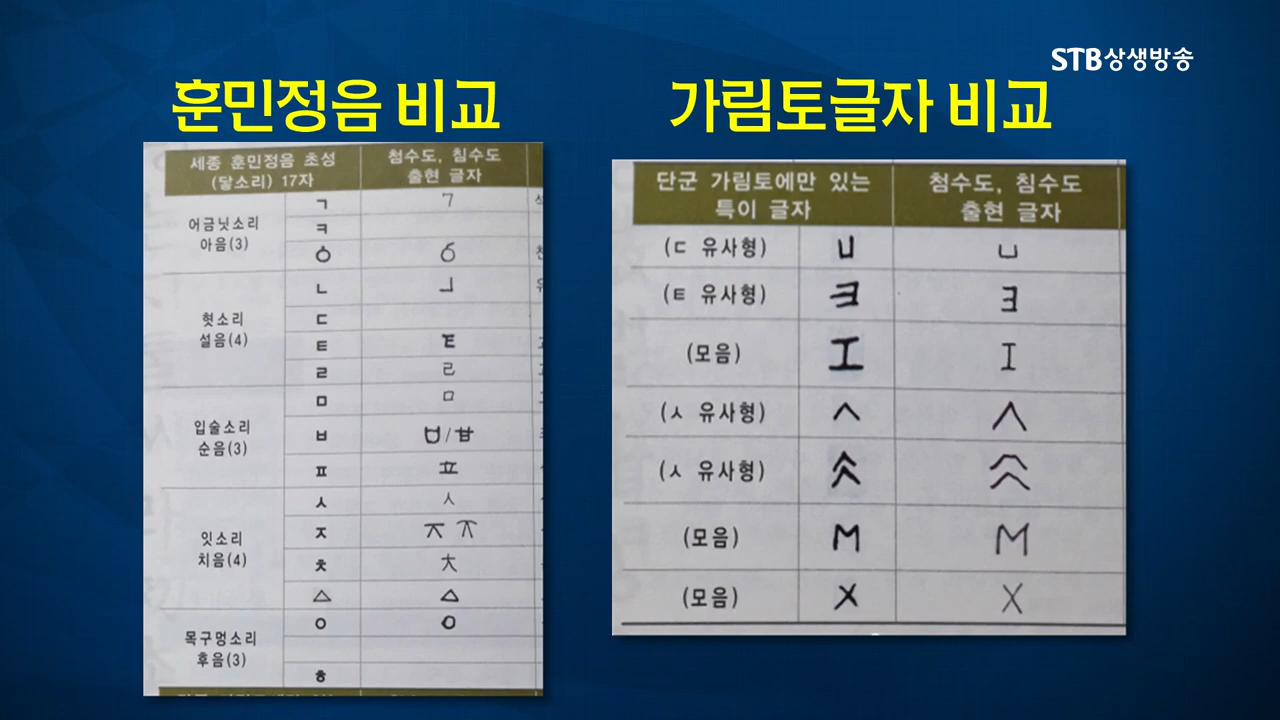 STB상생방송
훈민정음 비교
세종 훈민정음 초성 첨수도, 침수도
(닿소리) 17자 출현 글자
어금닛소리
아음(3)
ㄱ
ㅋ
ㆁ
혓소리
설음(4)
ㄴ
ㄷ
ㅌ
ㄹ ㄹ
입술소리
순음(3)
ㅁ ㅁ
ㅂ
ㅍ
잇소리
치음(4)
ㅅ ㅅ
ㅈ
ㅊ
ㅿ
목구멍소리
후음(3)
ㅇ
ㅎ
가림토글자 비교
단군 가림토에만 있는 첨수도, 침수도
특이 글자 출현 글자
(ㄷ 유사형)
(ㅌ 유사형)
(모음) 工
(ㅅ 유사형)
(ㅅ 유사형)
(모음) M M
(모음) X X